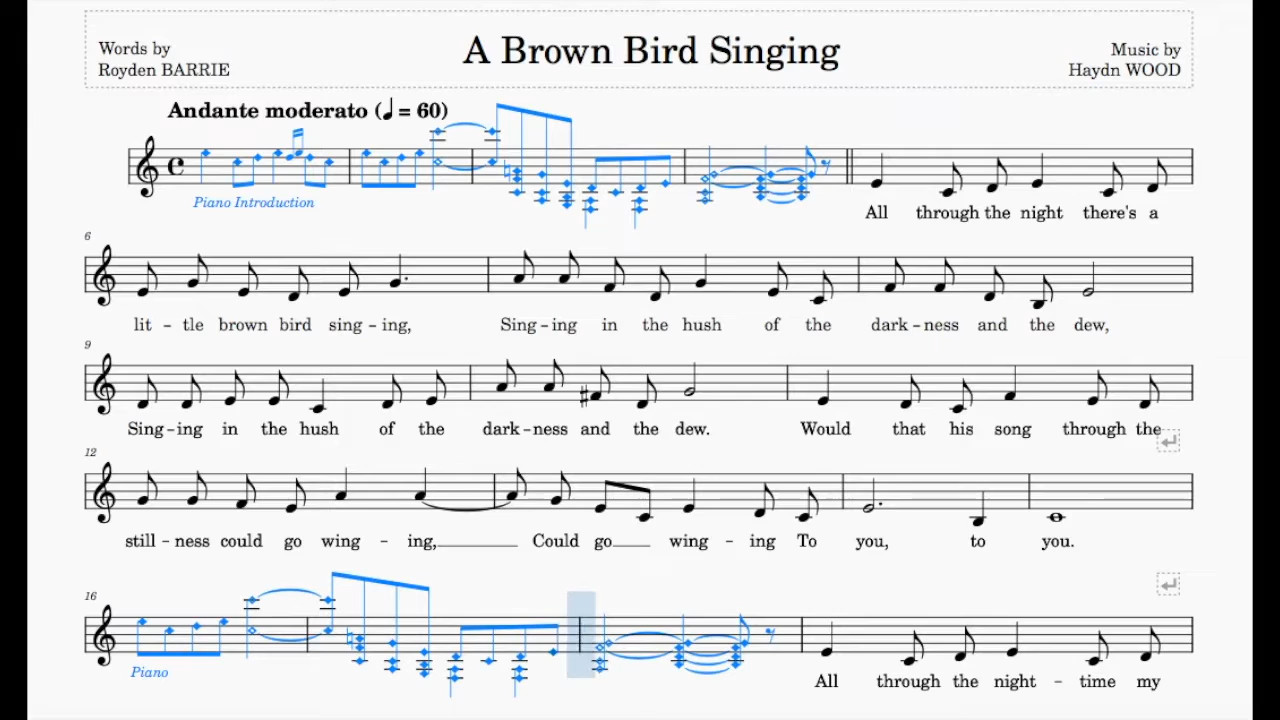 A Brown Bird Singing
Words by
Royden BARRIE
Music by
Haydn WOOD
Andante moderato (♩ = 60)
Piano Introduction
All through the night there's a
6
lit - tle brown bird sing - ing, Sing - ing in the hush of the dark - ness and the dew,
9
Sing - ing in the hush of the dark - ness and the dew. Would that his song through the
12
still - ness could go wing - ing, Could go wing - ing To you, to you.
16
Piano
All through the night - time my